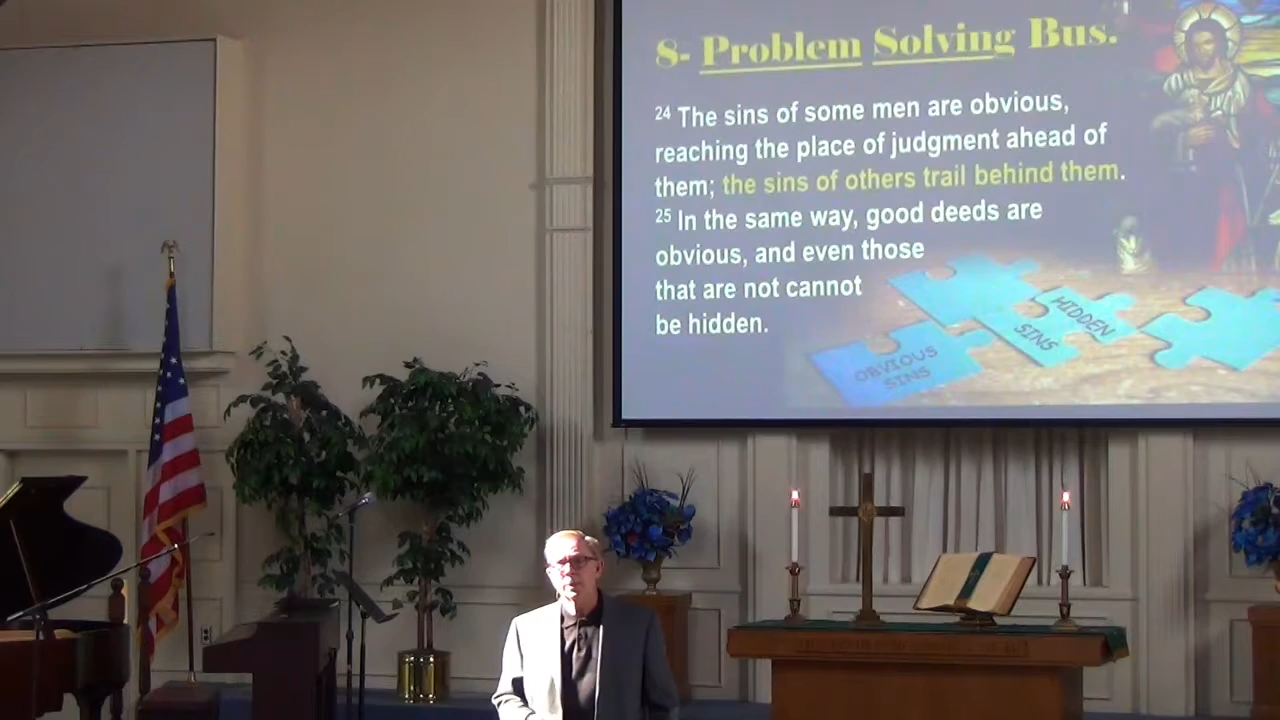 8- Problem Solving Bus.
24 The sins of some men are obvious,
reaching the place of judgment ahead of
them; the sins of others trail behind them.
25 In the same way, good deeds are
obvious, and even those
that are not cannot
be hidden.
HIDDEN
SINS
OBVIOUS
SINS